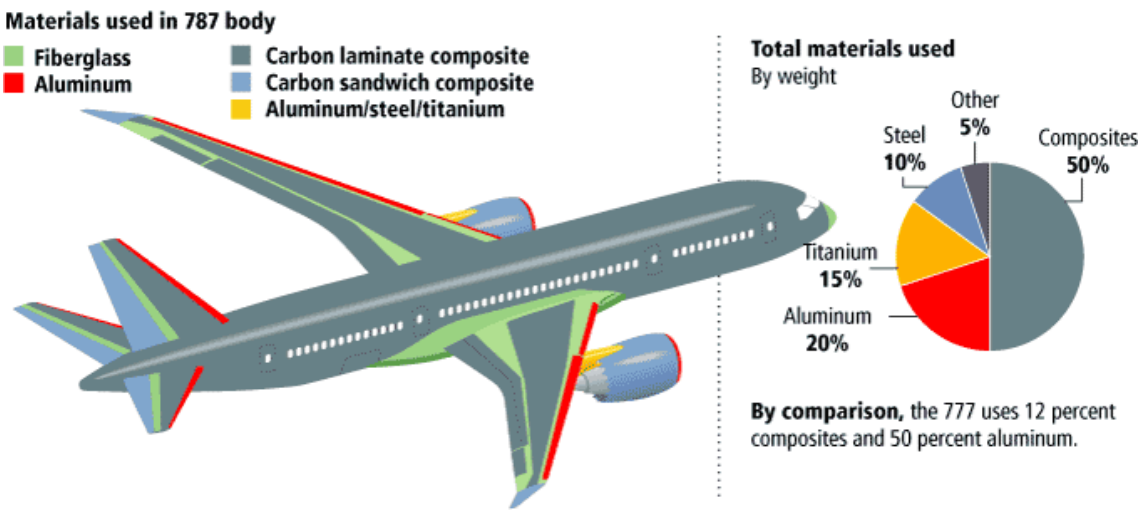 Materials used in 787 body
Fiberglass
Aluminum
Carbon laminate composite
Carbon sandwich composite
Aluminum/steel/titanium
Total materials used
By weight
Other
5%
Steel
10%
Composites
50%
Titanium
15%
Aluminum
20%
By comparison, the 777 uses 12 percent
composites and 50 percent aluminum.